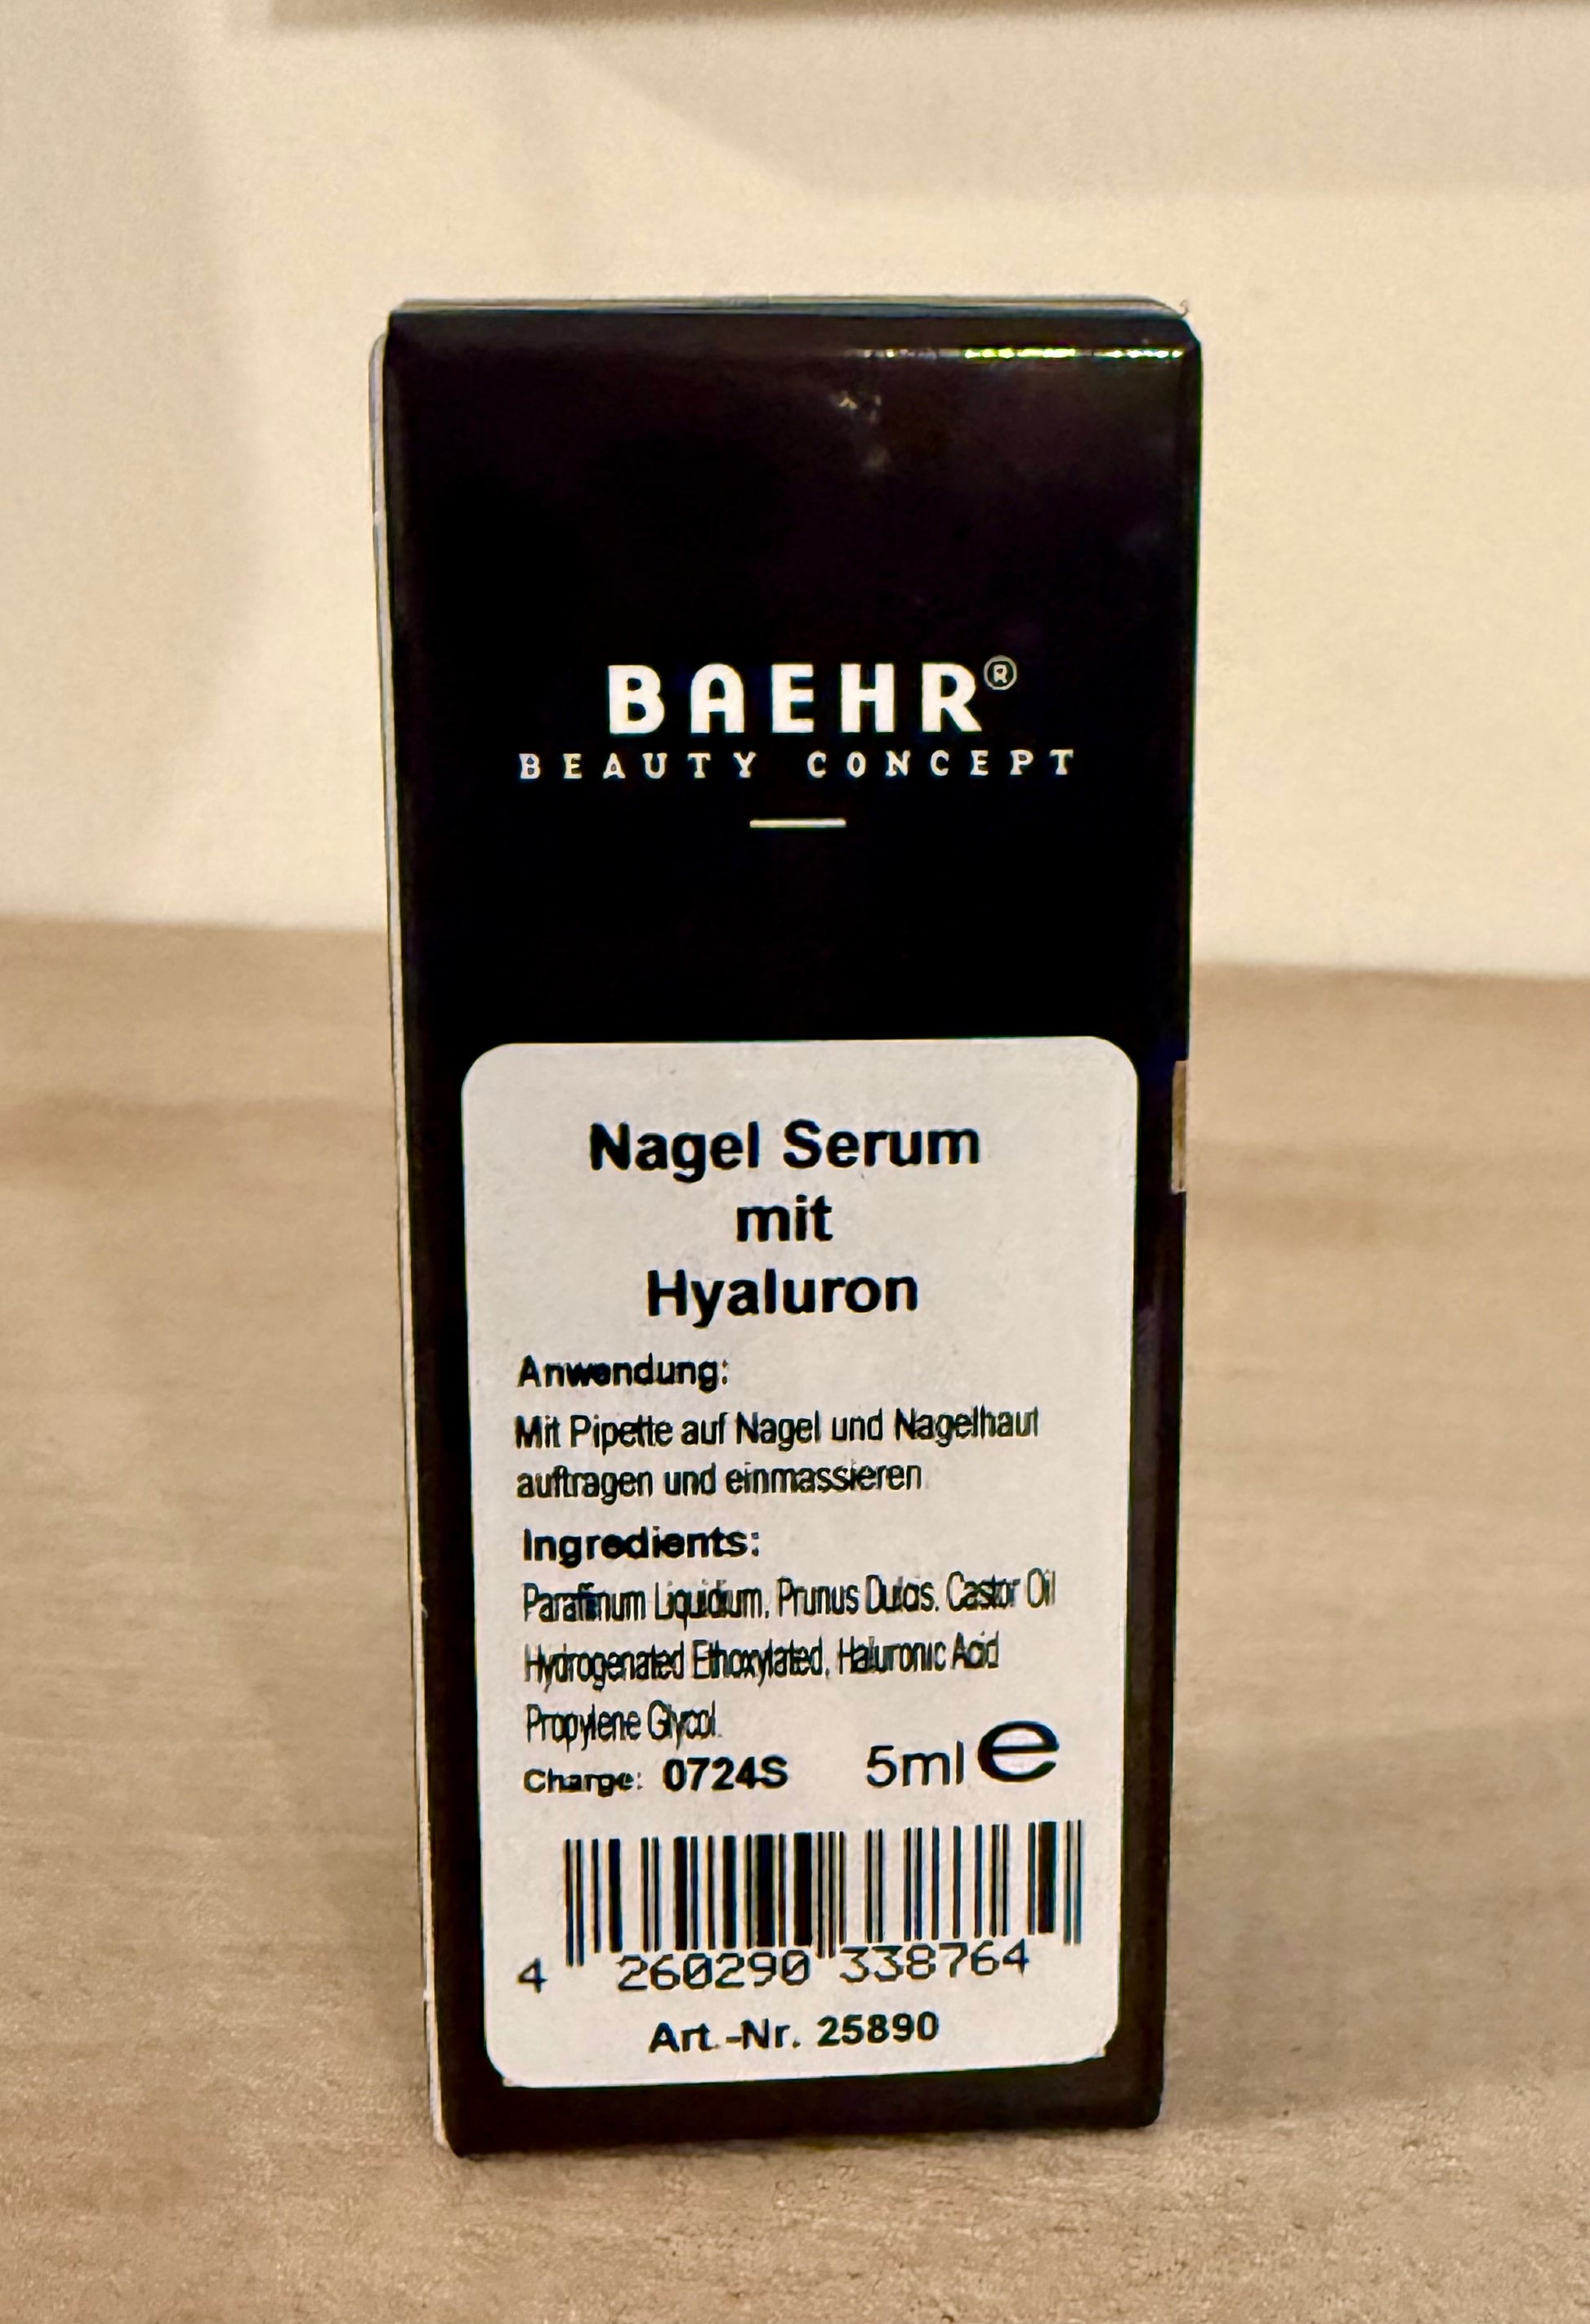 BAEHR®
BEAUTY CONCEPT
Nagel Serum
mit
Hyaluron
Anwendung:
Mit Pipette auf Nagel und Nagelhaut
auftragen und einmassieren
Ingredients:
Paraffinum Liquidium, Prunus Dulcis, Castor Oil
Hydrogenated Ethoxylated, Haluronic Acid
Propylene Glycol
Charge: 0724S 5ml e
4 260290 338764
Art.-Nr. 25890